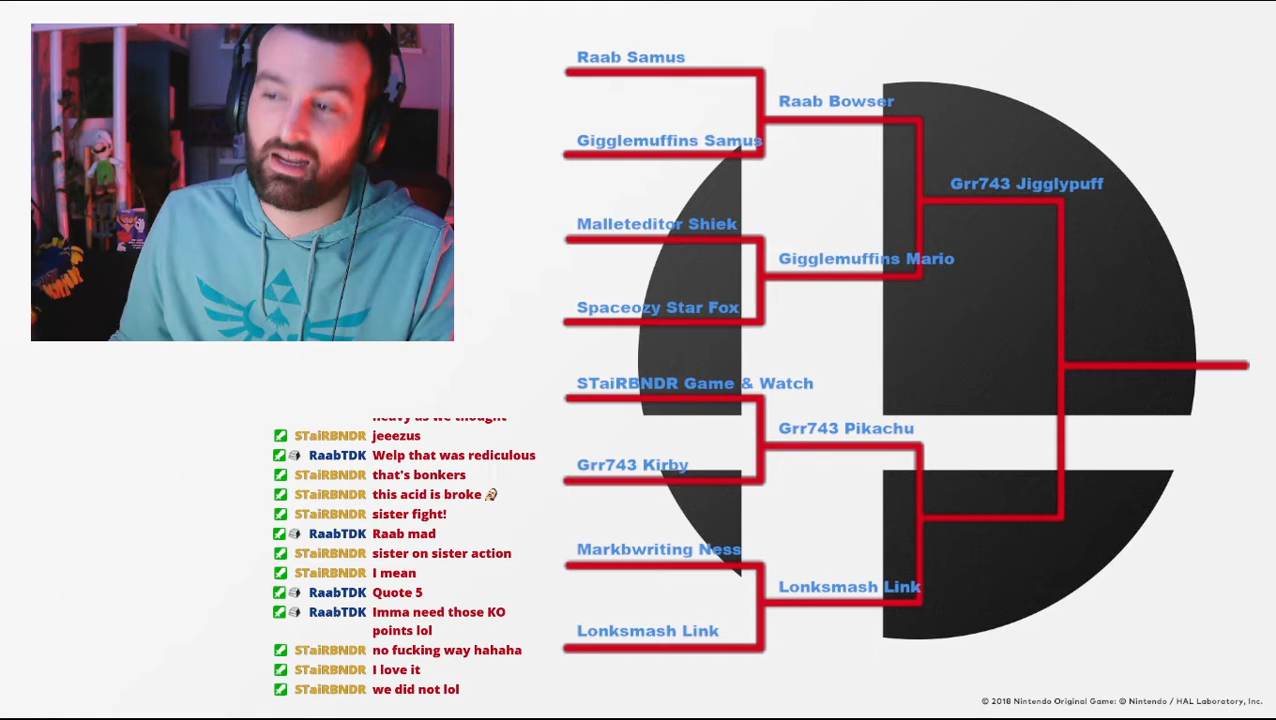 Raab Samus
Raab Bowser
Gigglemuffins Samus
Grr743 Jigglypuff
Malleteditor Shiek
Gigglemuffins Mario
Spaceozy Star Fox
STaiRBNDR Game & Watch
Grr743 Pikachu
Grr743 Kirby
Markbwriting Ness
Lonksmash Link
Lonksmash Link
heavy as we thought
STaiRBNDR jeeezus
RaabTDK Welp that was rediculous
STaiRBNDR that's bonkers
STaiRBNDR this acid is broke
STaiRBNDR sister fight!
RaabTDK Raab mad
STaiRBNDR sister on sister action
STaiRBNDR I mean
RaabTDK Quote 5
RaabTDK Imma need those KO
points lol
STaiRBNDR no fucking way hahaha
STaiRBNDR I love it
STaiRBNDR we did not lol
© 2018 Nintendo Original Game: © Nintendo / HAL Laboratory, Inc.